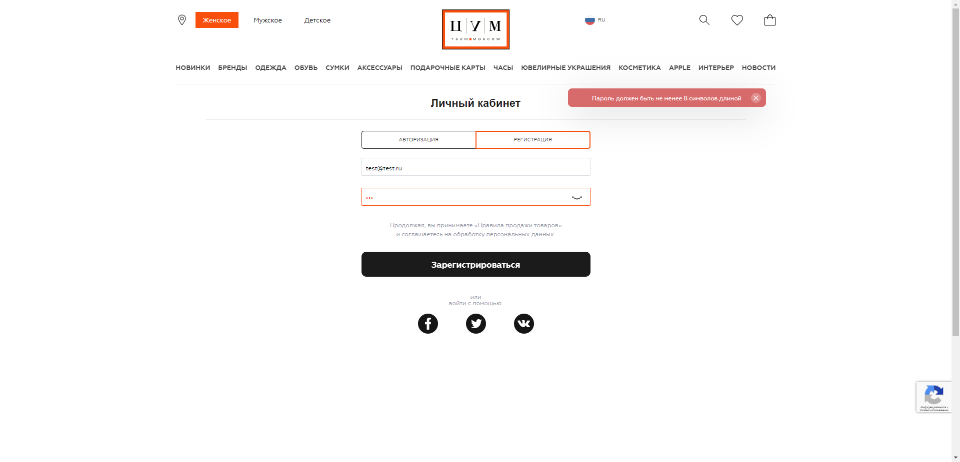 Женское Мужское Детское
ЦУМ
RU
НОВИНКИ БРЕНДЫ ОДЕЖДА ОБУВЬ СУМКИ АКСЕССУАРЫ ПОДАРОЧНЫЕ КАРТЫ ЧАСЫ ЮВЕЛИРНЫЕ УКРАШЕНИЯ КОСМЕТИКА APPLE ИНТЕРЬЕР НОВОСТИ
Пароль должен быть не менее 8 символов длиной
Личный кабинет
АВТОРИЗАЦИЯ РЕГИСТРАЦИЯ
test@test.ru
Продолжая, вы принимаете «Правила продажи товаров»
и соглашаетесь на обработку персональных данных
Зарегистрироваться
или
войти с помощью